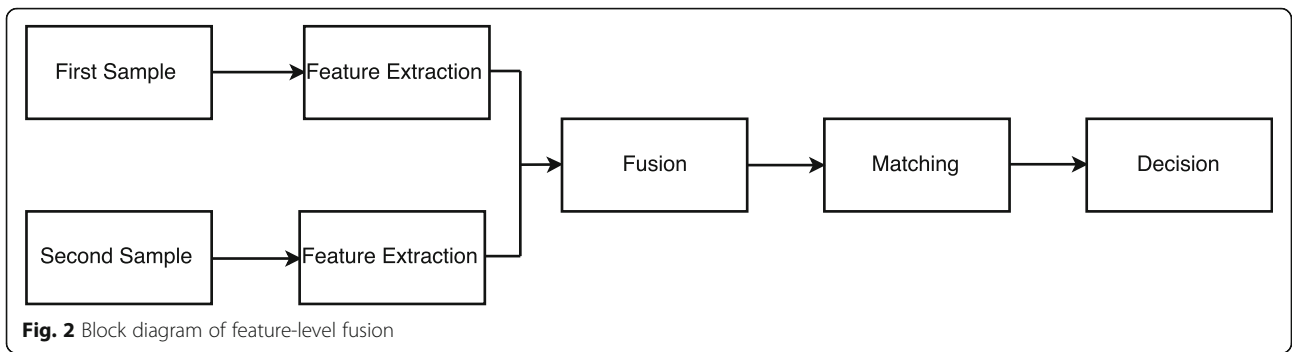 First Sample
Feature Extraction
Fusion
Matching
Decision
Second Sample
Feature Extraction
Fig. 2 Block diagram of feature-level fusion